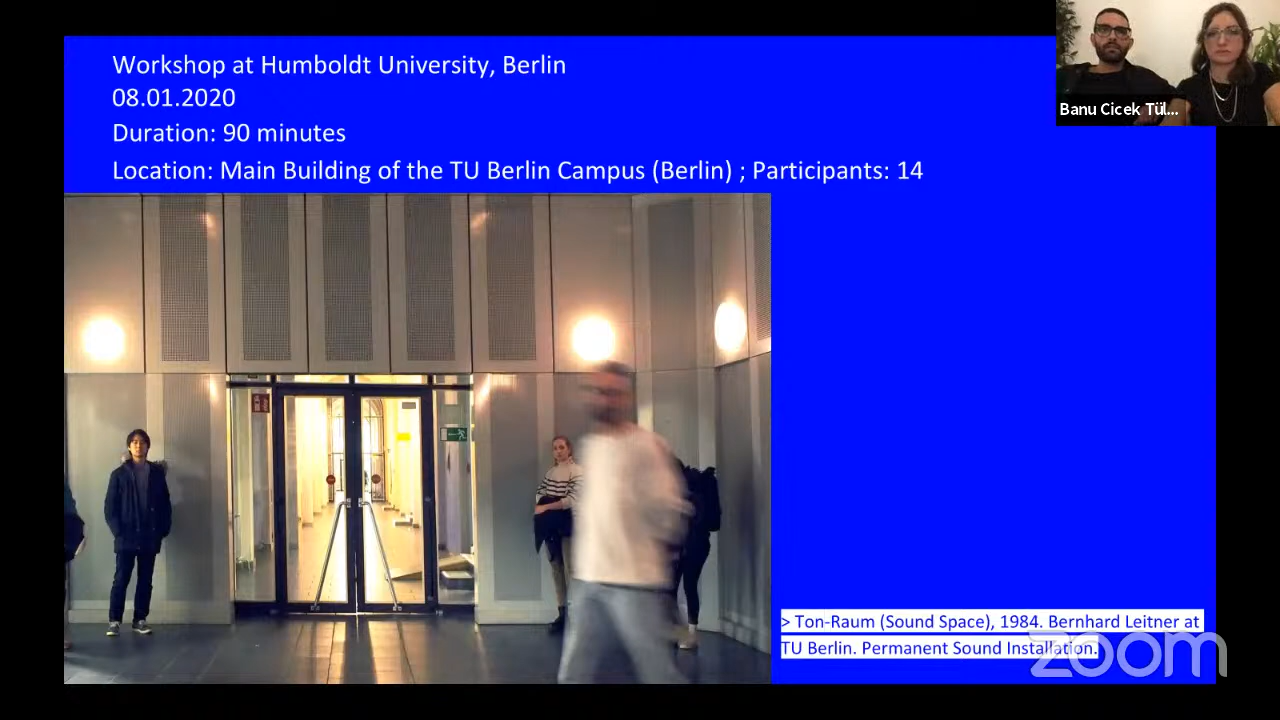 Workshop at Humboldt University, Berlin
08.01.2020
Duration: 90 minutes
Location: Main Building of the TU Berlin Campus (Berlin) ; Participants: 14
Banu Cicek Tül...
> Ton-Raum (Sound Space), 1984. Bernhard Leitner at
TU Berlin. Permanent Sound Installation.
zoom